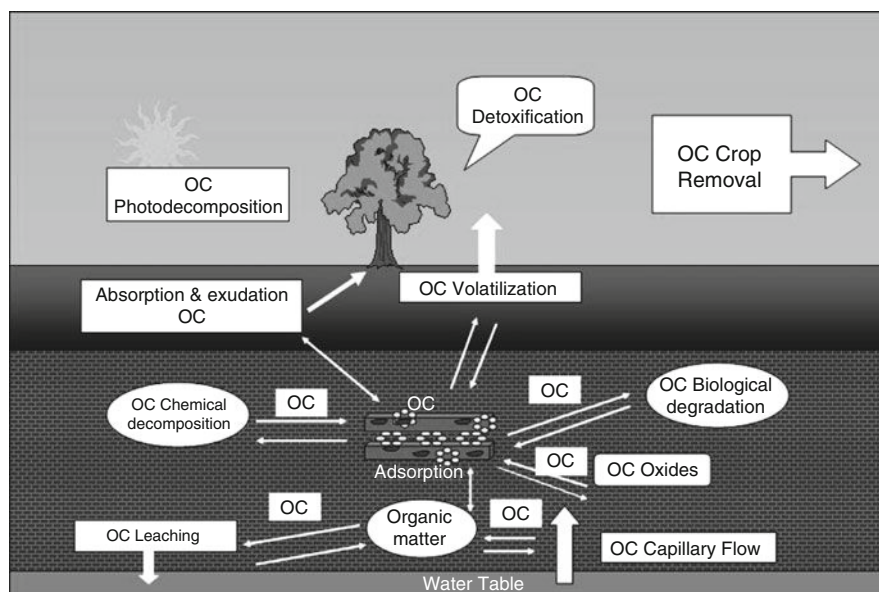 OC
Detoxification
OC Crop
Removal
OC
Photodecomposition
Absorption & exudation
OC
OC Volatilization
OC Chemical
decomposition
OC
OC
OC
OC Biological
degradation
Adsorption
OC
OC Oxides
OC
OC Leaching
Organic
matter
OC
OC Capillary Flow
Water Table